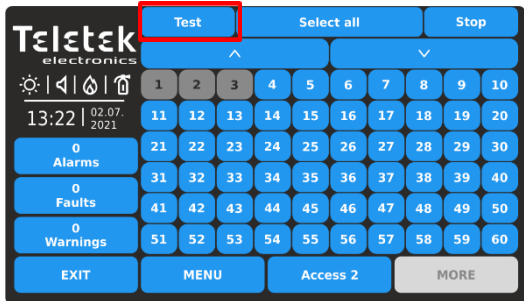 Teletek
electronics
13:22 02.07.
2021
0
Alarms
0
Faults
0
Warnings
EXIT
Test Select all Stop
1 2 3 4 5 6 7 8 9 10
11 12 13 14 15 16 17 18 19 20
21 22 23 24 25 26 27 28 29 30
31 32 33 34 35 36 37 38 39 40
41 42 43 44 45 46 47 48 49 50
51 52 53 54 55 56 57 58 59 60
MENU Access 2 MORE